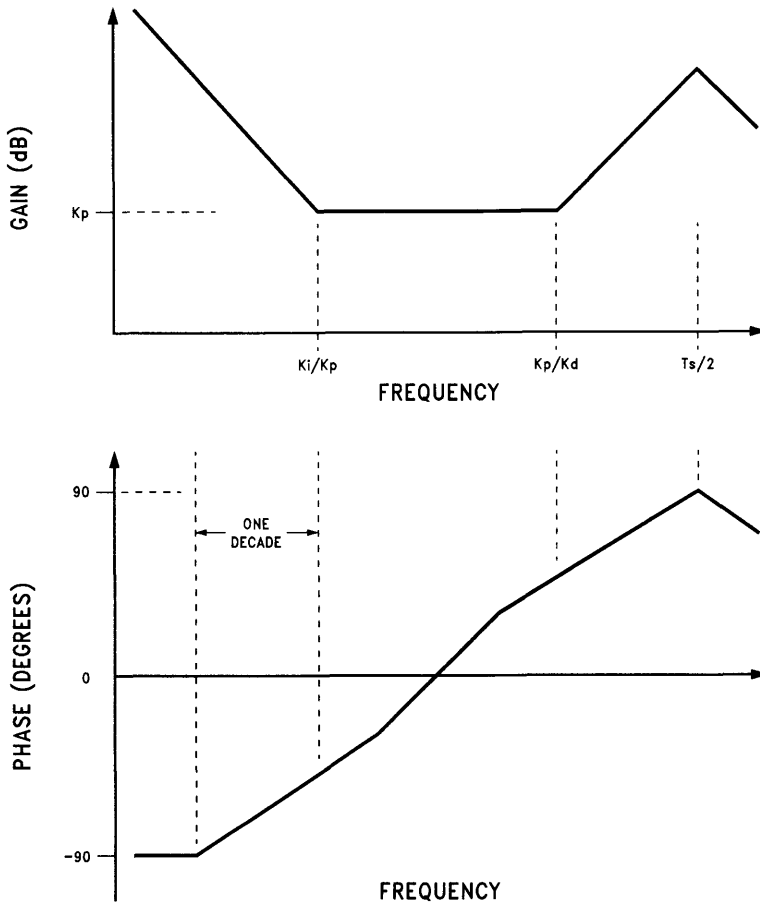 GAIN (dB)
Kp
Ki/Kp
Kp/Kd
Ts/2
FREQUENCY
90
ONE
DECADE
PHASE (DEGREES)
0
-90
FREQUENCY